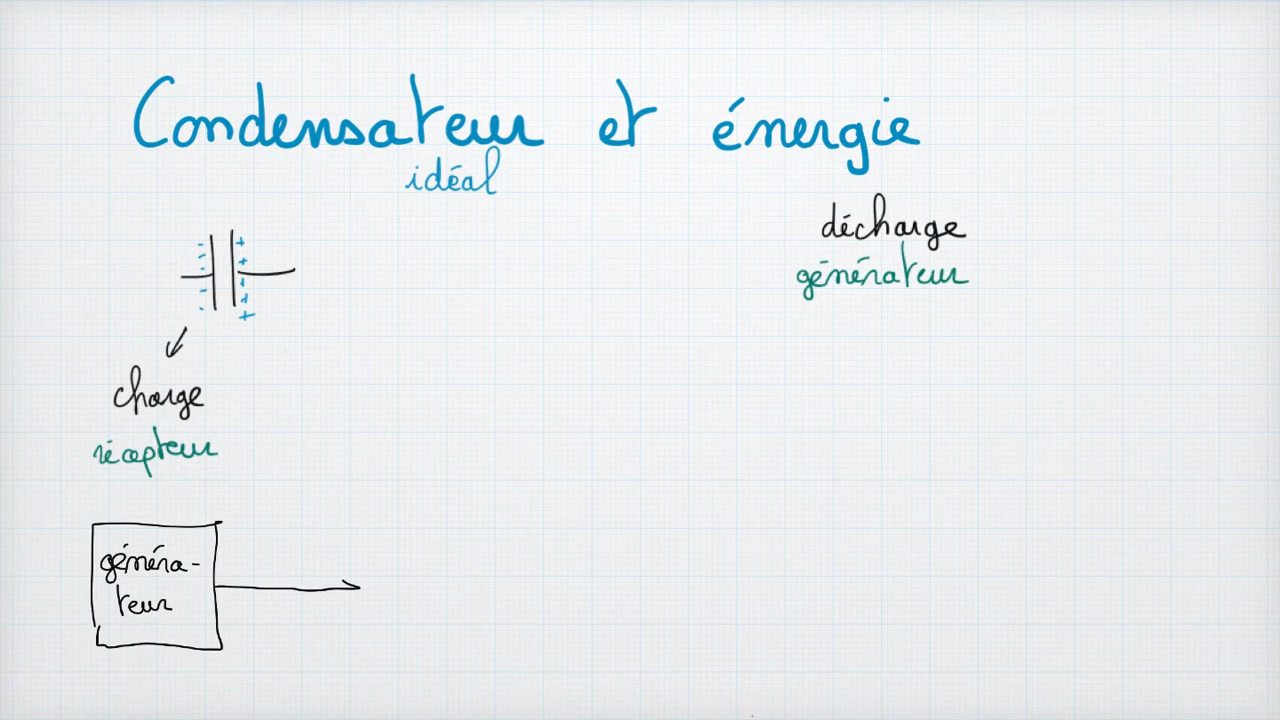 Condensateur et énergie
idéal
décharge
générateur
charge
récepteur
généra-
teur